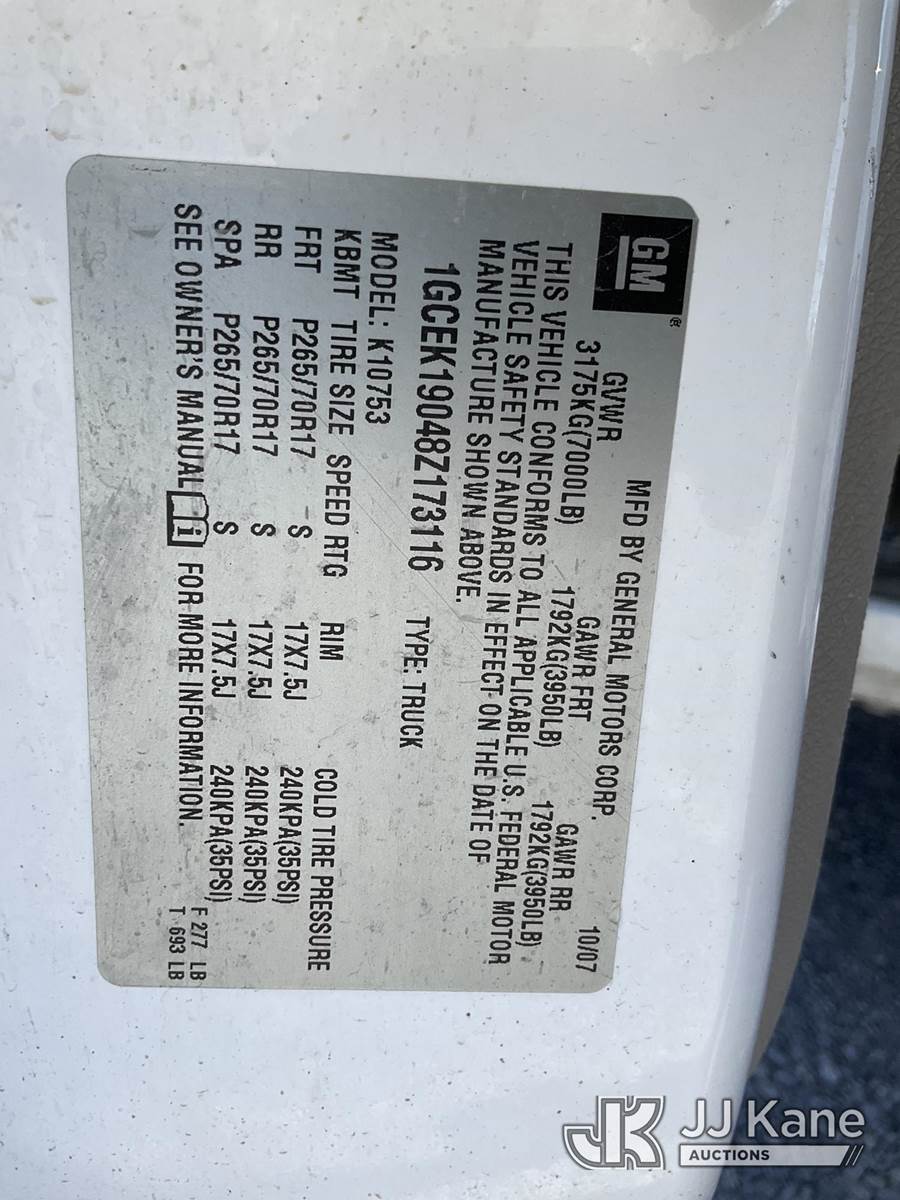 GM®
MFD BY GENERAL MOTORS CORP. 10/07
GVWR GAWR FRT GAWR RR
3175KG(7000LB) 1792KG(3950LB) 1792KG(3950LB)
THIS VEHICLE CONFORMS TO ALL APPLICABLE U.S. FEDERAL MOTOR
VEHICLE SAFETY STANDARDS IN EFFECT ON THE DATE OF
MANUFACTURE SHOWN ABOVE.
1GCEK19048Z173116 TYPE: TRUCK
MODEL: K10753
KBMT TIRE SIZE SPEED RTG RIM COLD TIRE PRESSURE
FRT P265/70R17 S 17X7.5J 240KPA(35PSI)
RR P265/70R17 S 17X7.5J 240KPA(35PSI)
SPA P265/70R17 S 17X7.5J 240KPA(35PSI)
SEE OWNER'S MANUAL i FOR MORE INFORMATION.
F 277 LB
T 693 LB
JK JJ Kane
AUCTIONS